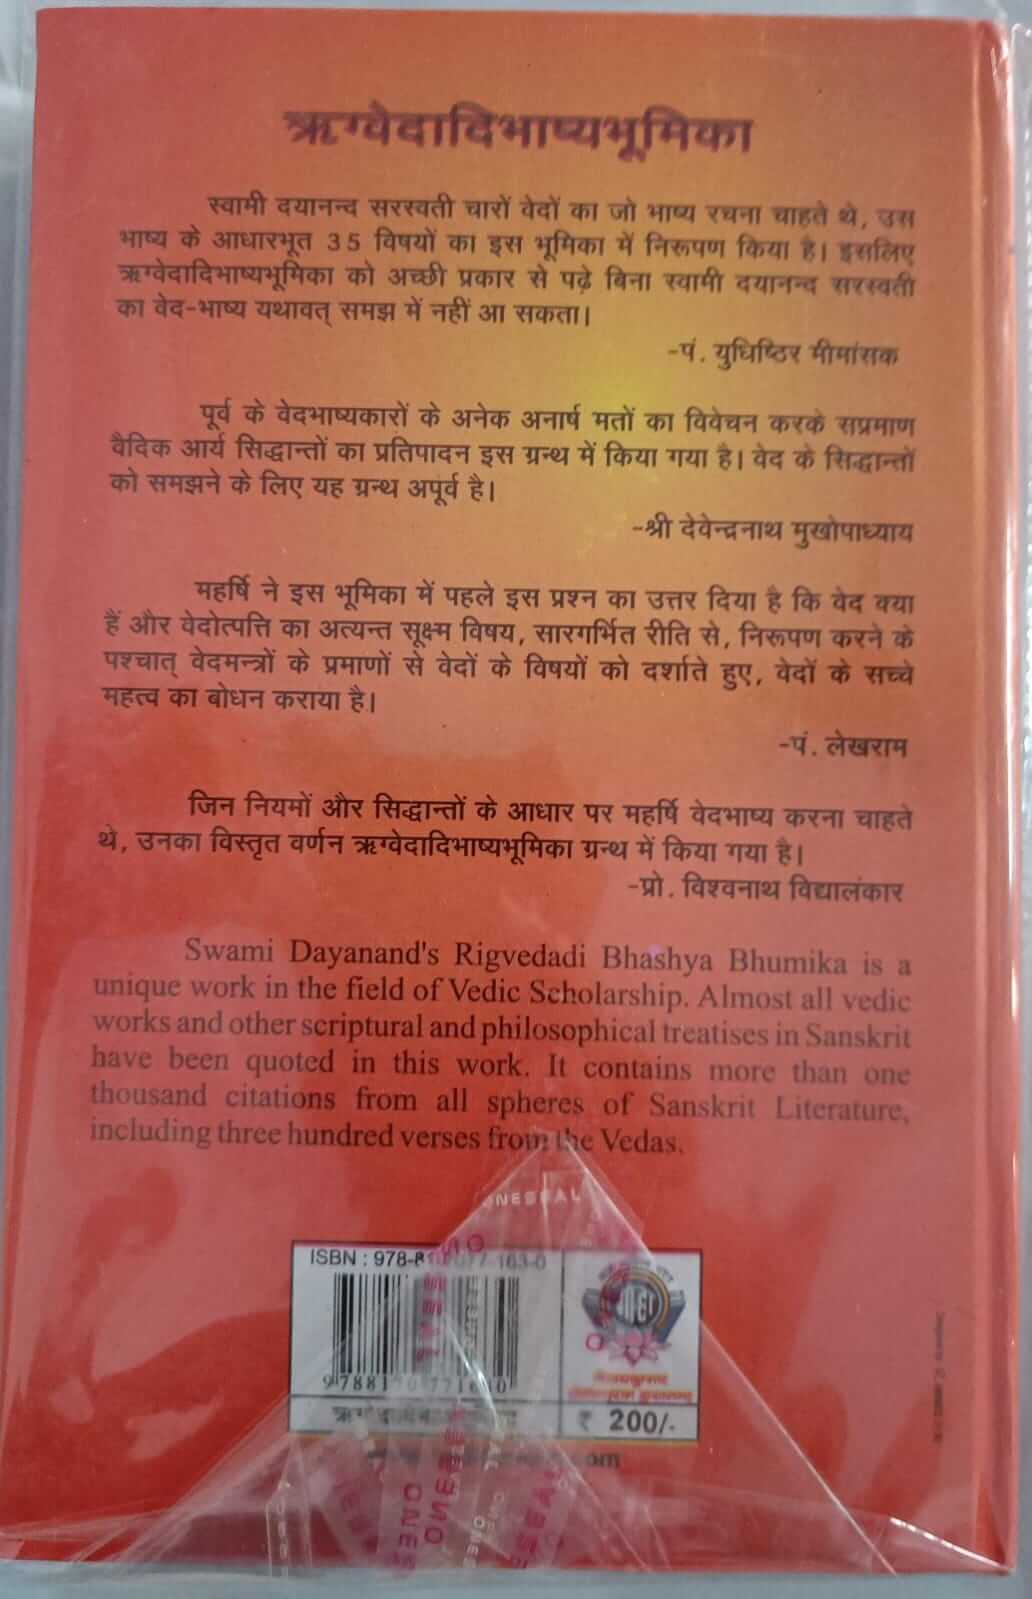 ऋग्वेदादिभाष्यभूमिका
स्वामी दयानन्द सरस्वती चारों वेदों का जो भाष्य रचना चाहते थे, उस
भाष्य के आधारभूत 35 विषयों का इस भूमिका में निरूपण किया है। इसलिए
ऋग्वेदादिभाष्यभूमिका को अच्छी प्रकार से पढ़े बिना स्वामी दयानन्द सरस्वती
का वेद-भाष्य यथावत् समझ में नहीं आ सकता।
-पं. युधिष्ठिर मीमांसक
पूर्व के वेदभाष्यकारों के अनेक अनार्ष मतों का विवेचन करके सप्रमाण
वैदिक आर्य सिद्धान्तों का प्रतिपादन इस ग्रन्थ में किया गया है। वेद के सिद्धान्तों
को समझने के लिए यह ग्रन्थ अपूर्व है।
-श्री देवेन्द्रनाथ मुखोपाध्याय
महर्षि ने इस भूमिका में पहले इस प्रश्न का उत्तर दिया है कि वेद क्या
हैं और वेदोत्पत्ति का अत्यन्त सूक्ष्म विषय, सारगर्भित रीति से, निरूपण करने के
पश्चात् वेदमन्त्रों के प्रमाणों से वेदों के विषयों को दर्शाते हुए, वेदों के सच्चे
महत्व का बोधन कराया है।
-पं. लेखराम
जिन नियमों और सिद्धान्तों के आधार पर महर्षि वेदभाष्य करना चाहते
थे, उनका विस्तृत वर्णन ऋग्वेदादिभाष्यभूमिका ग्रन्थ में किया गया है।
-प्रो. विश्वनाथ विद्यालंकार
Swami Dayanand's Rigvedadi Bhashya Bhumika is a
unique work in the field of Vedic Scholarship. Almost all vedic
works and other scriptural and philosophical treatises in Sanskrit
have been quoted in this work. It contains more than one
thousand citations from all spheres of Sanskrit Literature,
including three hundred verses from the Vedas.
ONESEAL
ISBN : 978-8
₹ 200/-